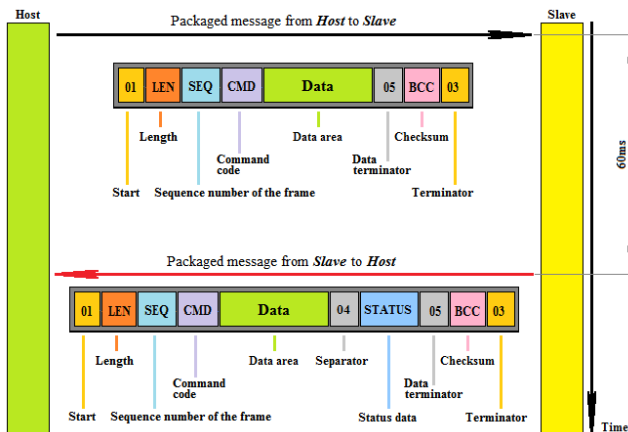 Host
Packaged message from Host to Slave
Slave
01 LEN SEQ CMD Data 05 BCC 03
Length
Data area
Checksum
Command
code
Data
terminator
Start
Sequence number of the frame
Terminator
60ms
Packaged message from Slave to Host
01 LEN SEQ CMD Data 04 STATUS 05 BCC 03
Length
Data area
Separator
Checksum
Command
code
Data
terminator
Start
Sequence number of the frame
Status data
Terminator
Time